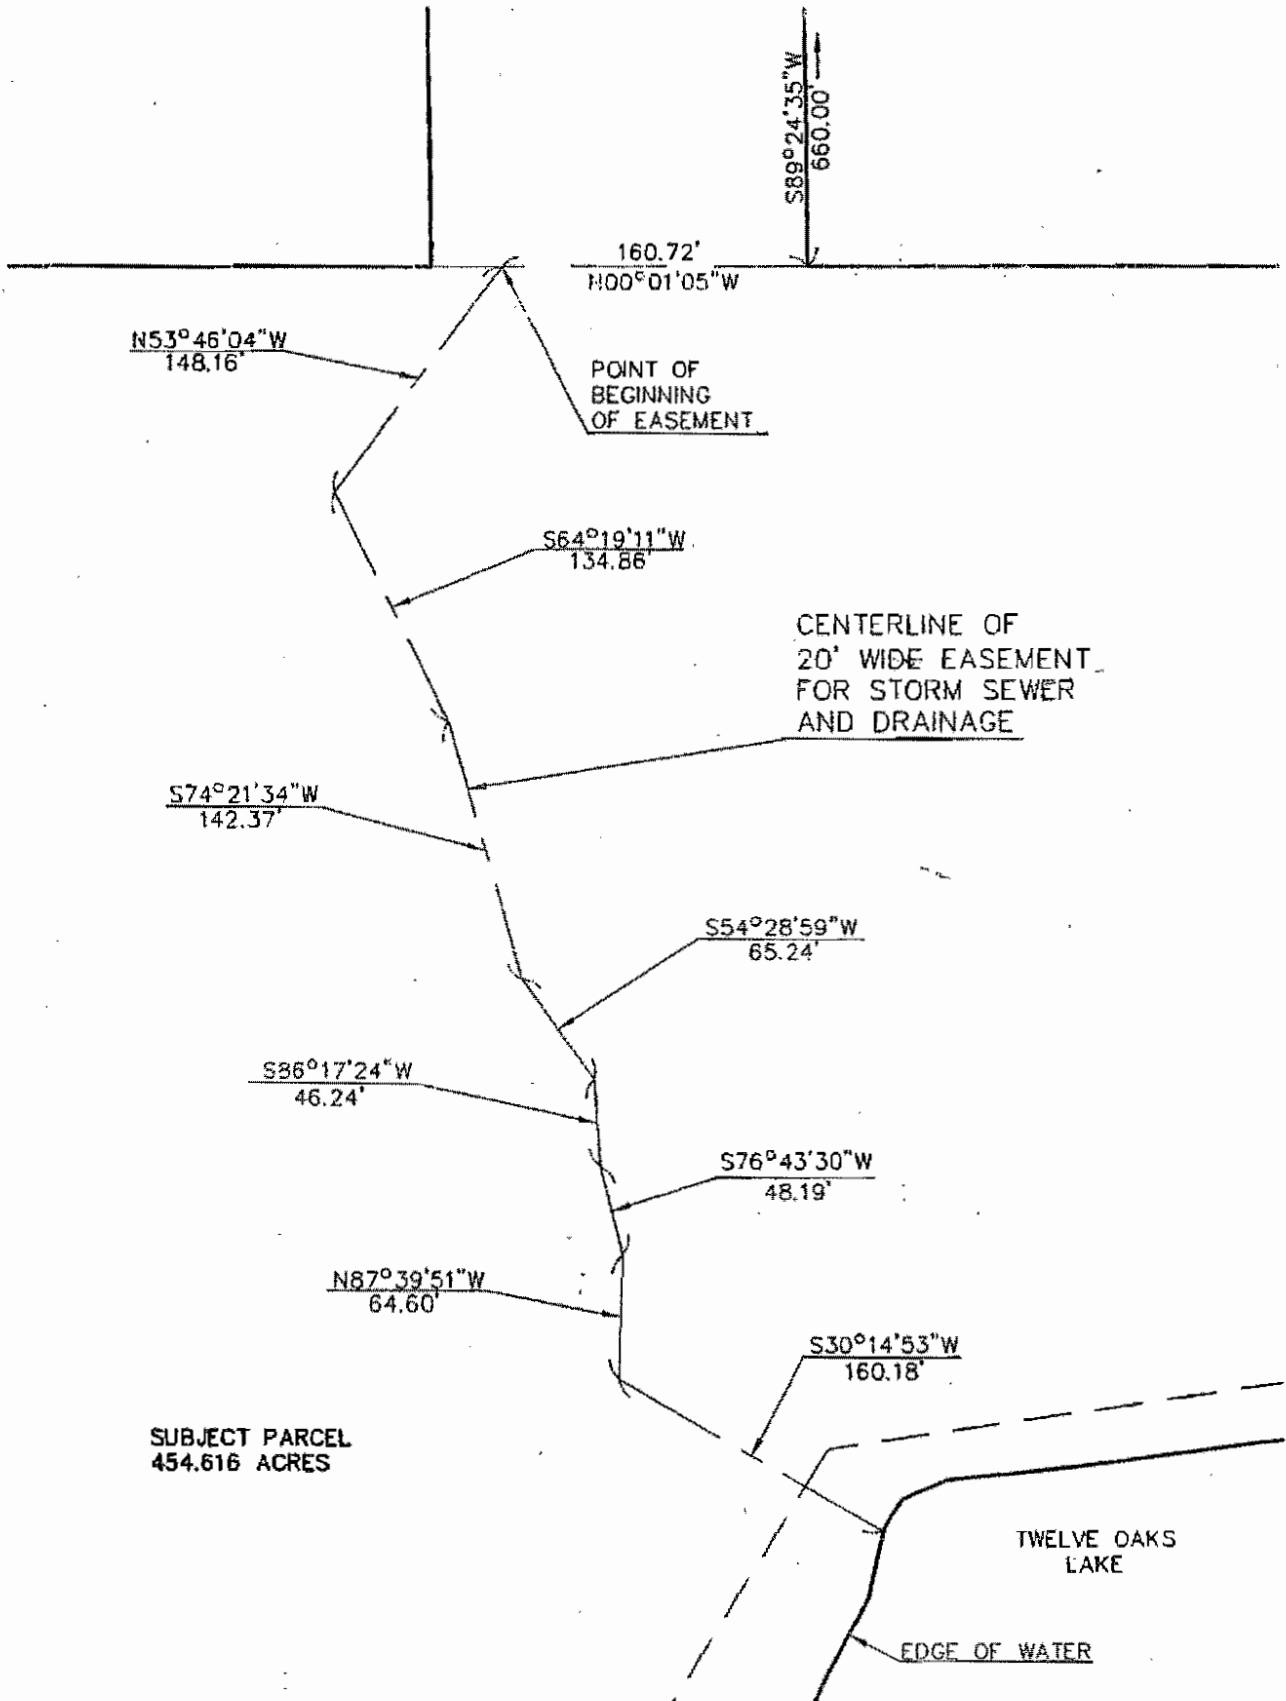 S89°24'35"W
660.00'
160.72'
N00°01'05"W
N53°46'04"W
148.16'
POINT OF
BEGINNING
OF EASEMENT
S64°19'11"W
134.86'
CENTERLINE OF
20' WIDE EASEMENT
FOR STORM SEWER
AND DRAINAGE
S74°21'34"W
142.37'
S54°28'59"W
65.24'
S86°17'24"W
46.24'
S76°43'30"W
48.19'
N87°39'51"W
64.60'
S30°14'53"W
160.18'
SUBJECT PARCEL
454.616 ACRES
TWELVE OAKS
LAKE
EDGE OF WATER